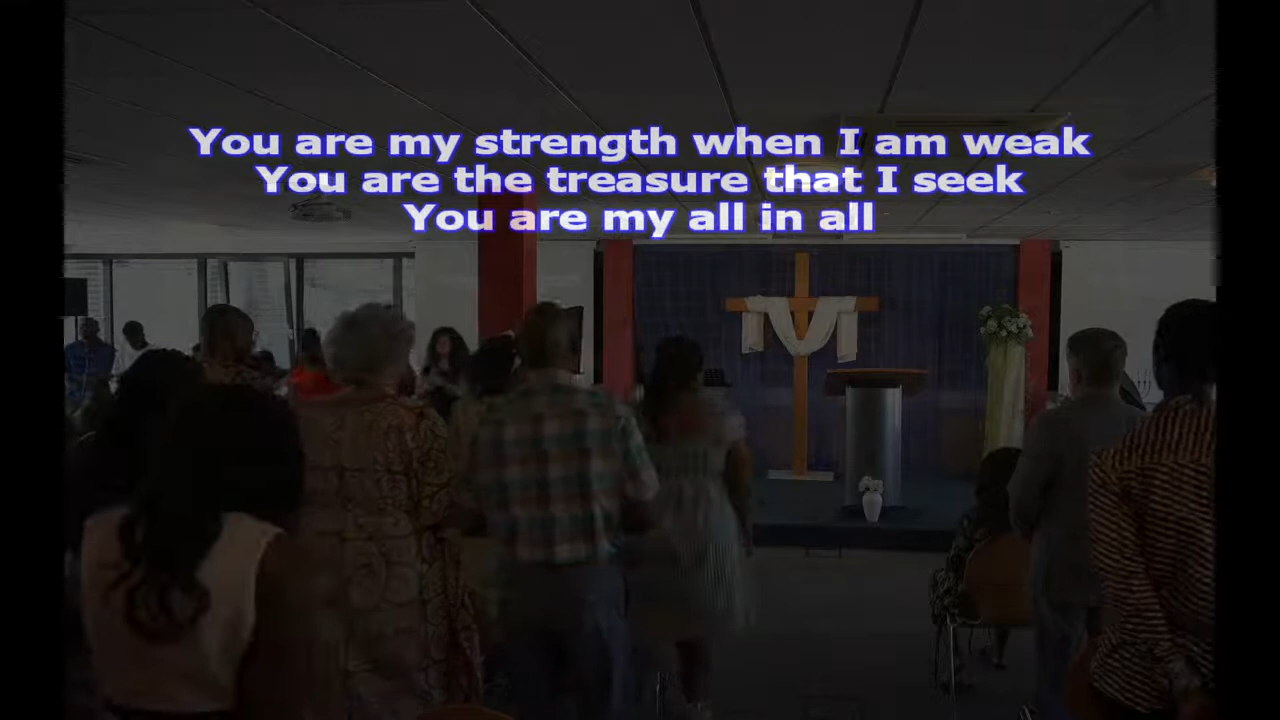 You are my strength when I am weak
You are the treasure that I seek
You are my all in all